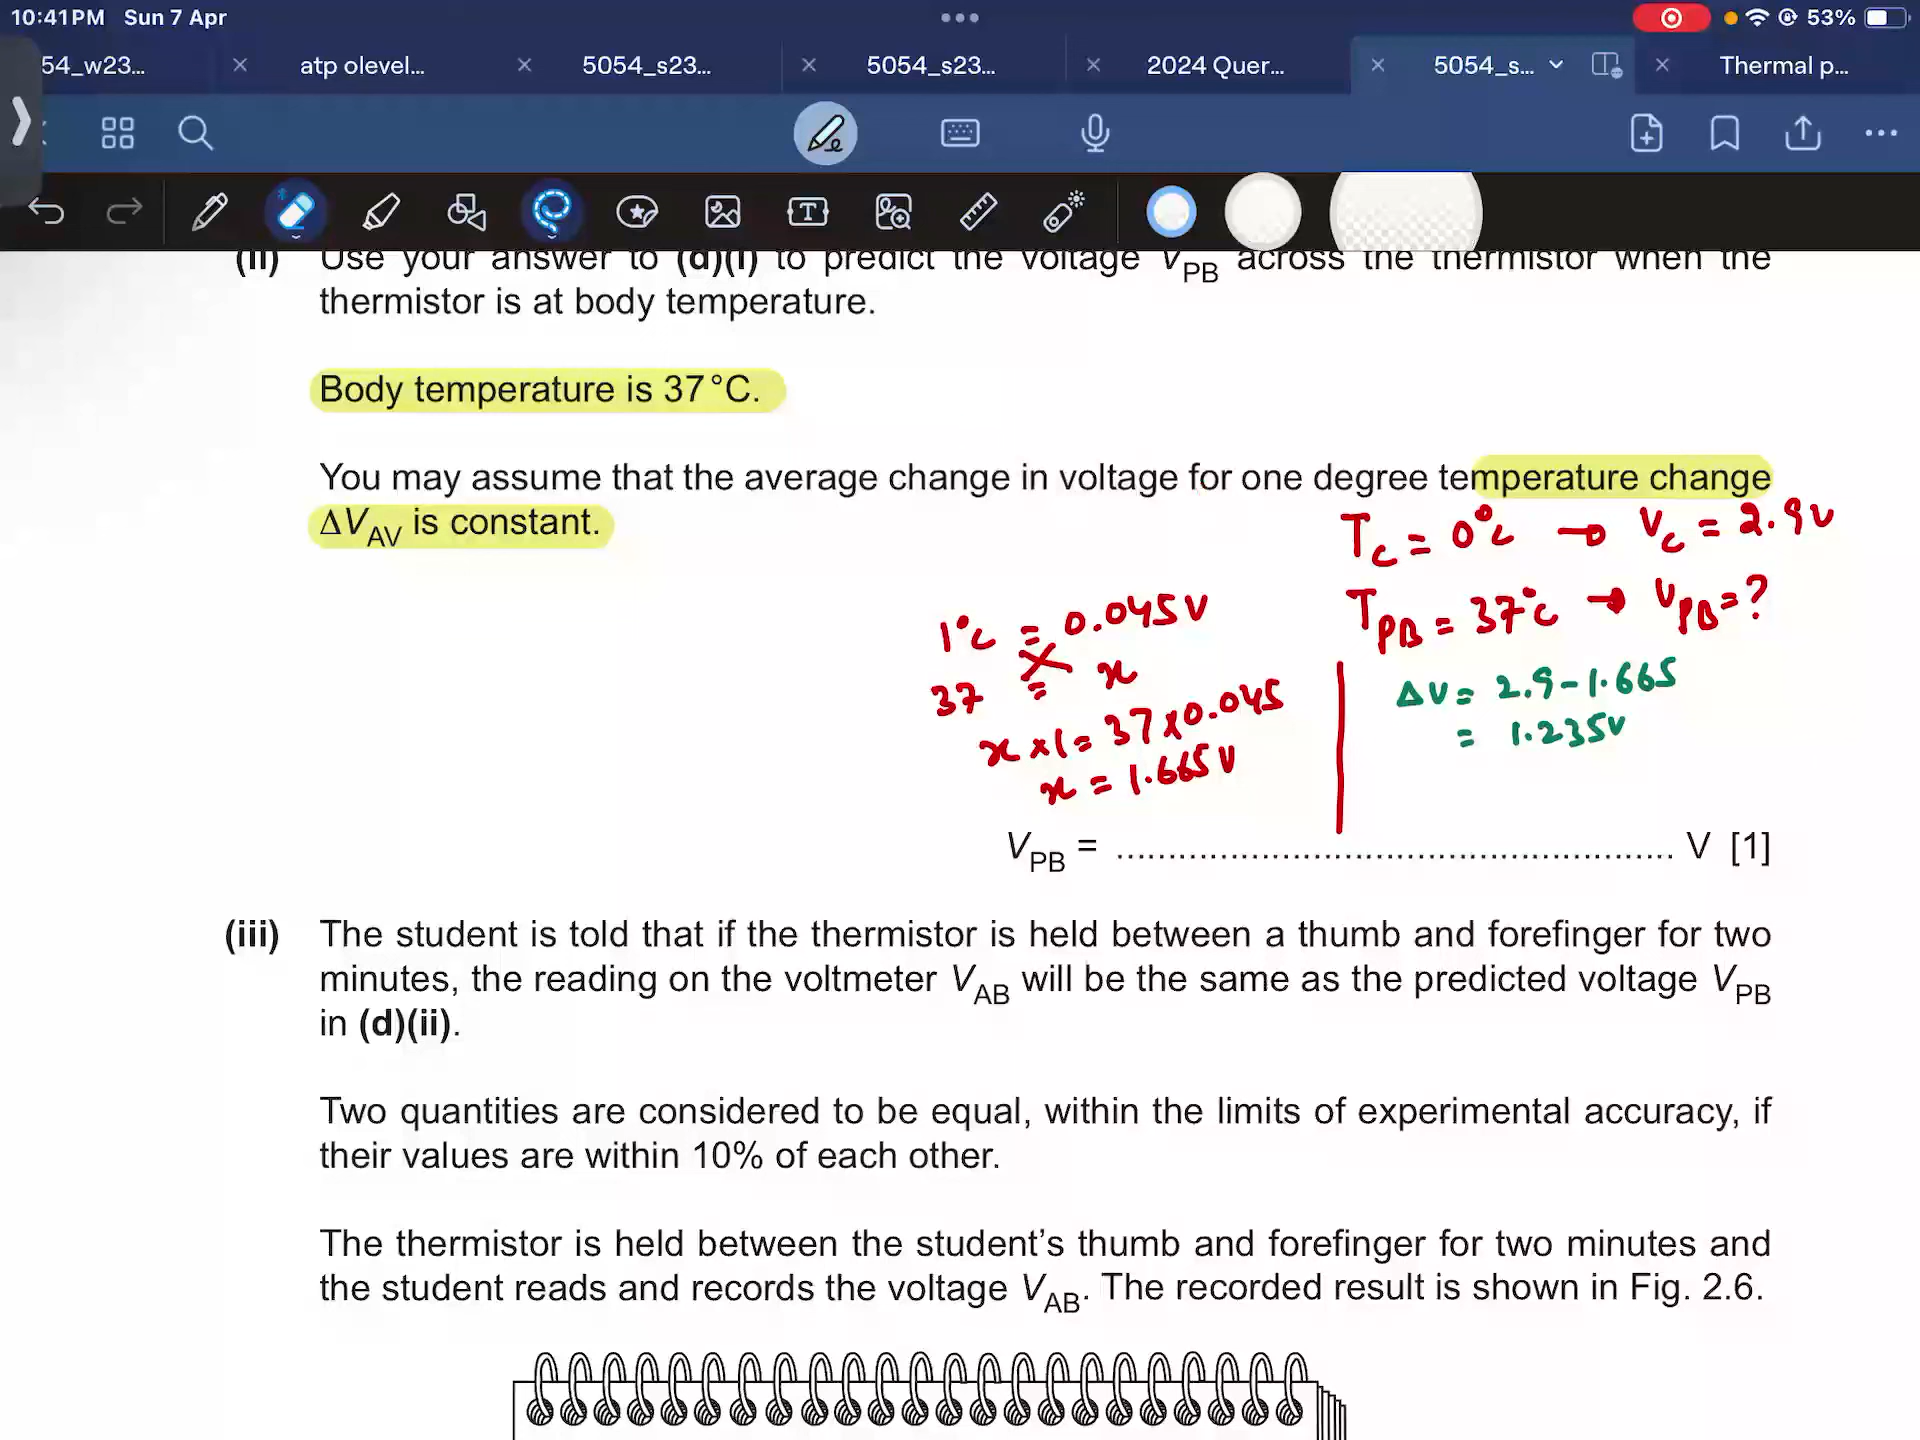 10:41PM Sun 7 Apr
53%
54_w23...
atp olevel...
5054_s23...
5054_s23...
2024 Quer...
5054_s...
Thermal p...
(ii) Use your answer to (d)(i) to predict the voltage VPB across the thermistor when the
thermistor is at body temperature.
Body temperature is 37°C.
You may assume that the average change in voltage for one degree temperature change
ΔVAV is constant.
Tc = 0°c → Vc = 2.9v
TPB = 37°c → VPB = ?
1°c = 0.045V
37 = x
x x 1 = 37 x 0.045
x = 1.665 V
ΔV = 2.9 - 1.665
= 1.235V
VPB = ........................................................ V [1]
(iii) The student is told that if the thermistor is held between a thumb and forefinger for two
minutes, the reading on the voltmeter VAB will be the same as the predicted voltage VPB
in (d)(ii).
Two quantities are considered to be equal, within the limits of experimental accuracy, if
their values are within 10% of each other.
The thermistor is held between the student's thumb and forefinger for two minutes and
the student reads and records the voltage VAB. The recorded result is shown in Fig. 2.6.